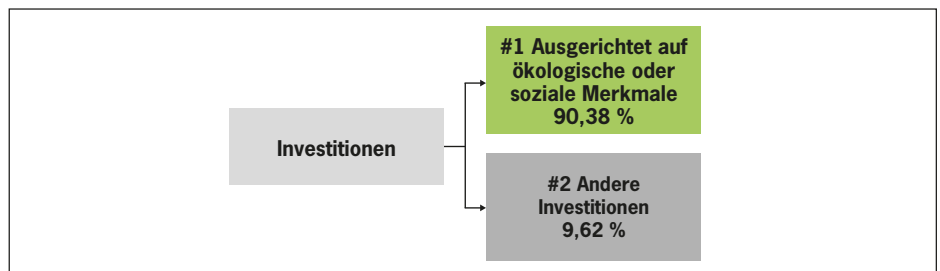 #1 Ausgerichtet auf
ökologische oder
soziale Merkmale
90,38 %
Investitionen
#2 Andere
Investitionen
9,62 %